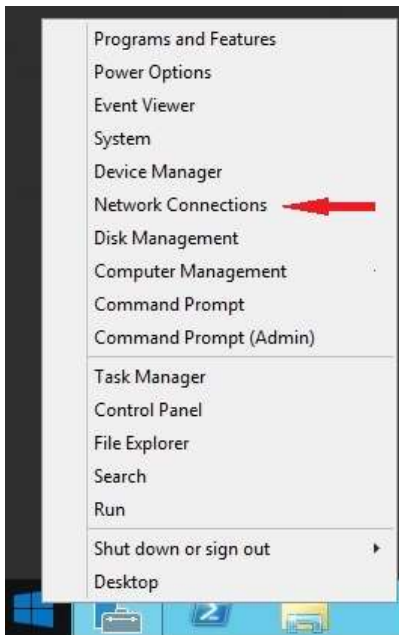 Programs and Features
Power Options
Event Viewer
System
Device Manager
Network Connections
Disk Management
Computer Management
Command Prompt
Command Prompt (Admin)
Task Manager
Control Panel
File Explorer
Search
Run
Shut down or sign out
Desktop